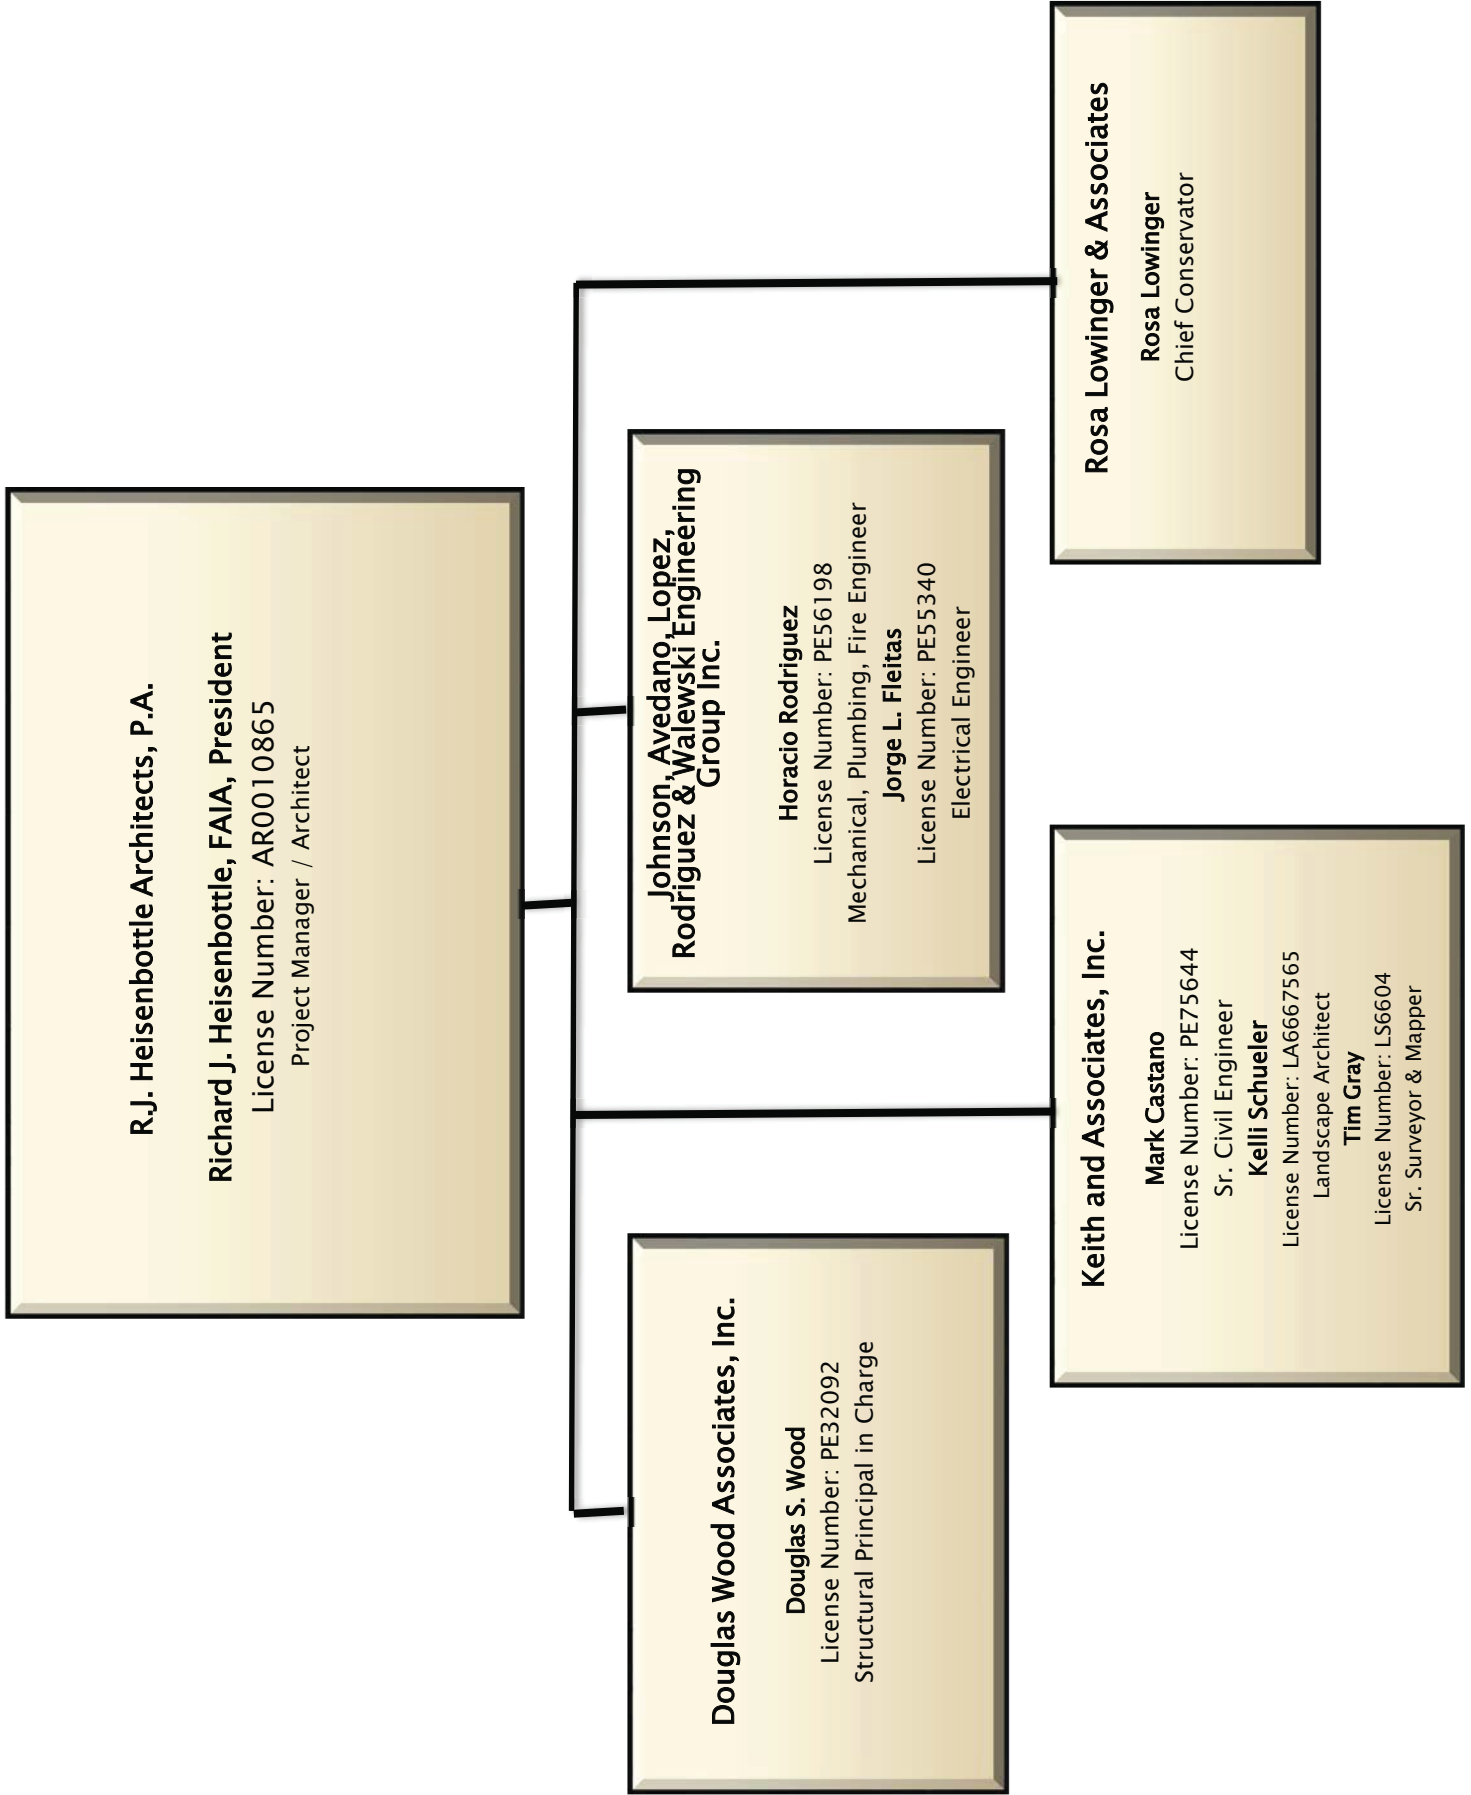 R.J. Heisenbottle Architects, P.A.
Richard J. Heisenbottle, FAIA, President
License Number: AR0010865
Project Manager / Architect
Douglas Wood Associates, Inc.
Douglas S. Wood
License Number: PE32092
Structural Principal in Charge
Keith and Associates, Inc.
Mark Castano
License Number: PE75644
Sr. Civil Engineer
Kelli Schueler
License Number: LA6667565
Landscape Architect
Tim Gray
License Number: LS6604
Sr. Surveyor & Mapper
Johnson, Avedano, Lopez,
Rodriguez & Walewski Engineering
Group Inc.
Horacio Rodriguez
License Number: PE56198
Mechanical, Plumbing, Fire Engineer
Jorge L. Fleitas
License Number: PE55340
Electrical Engineer
Rosa Lowinger & Associates
Rosa Lowinger
Chief Conservator